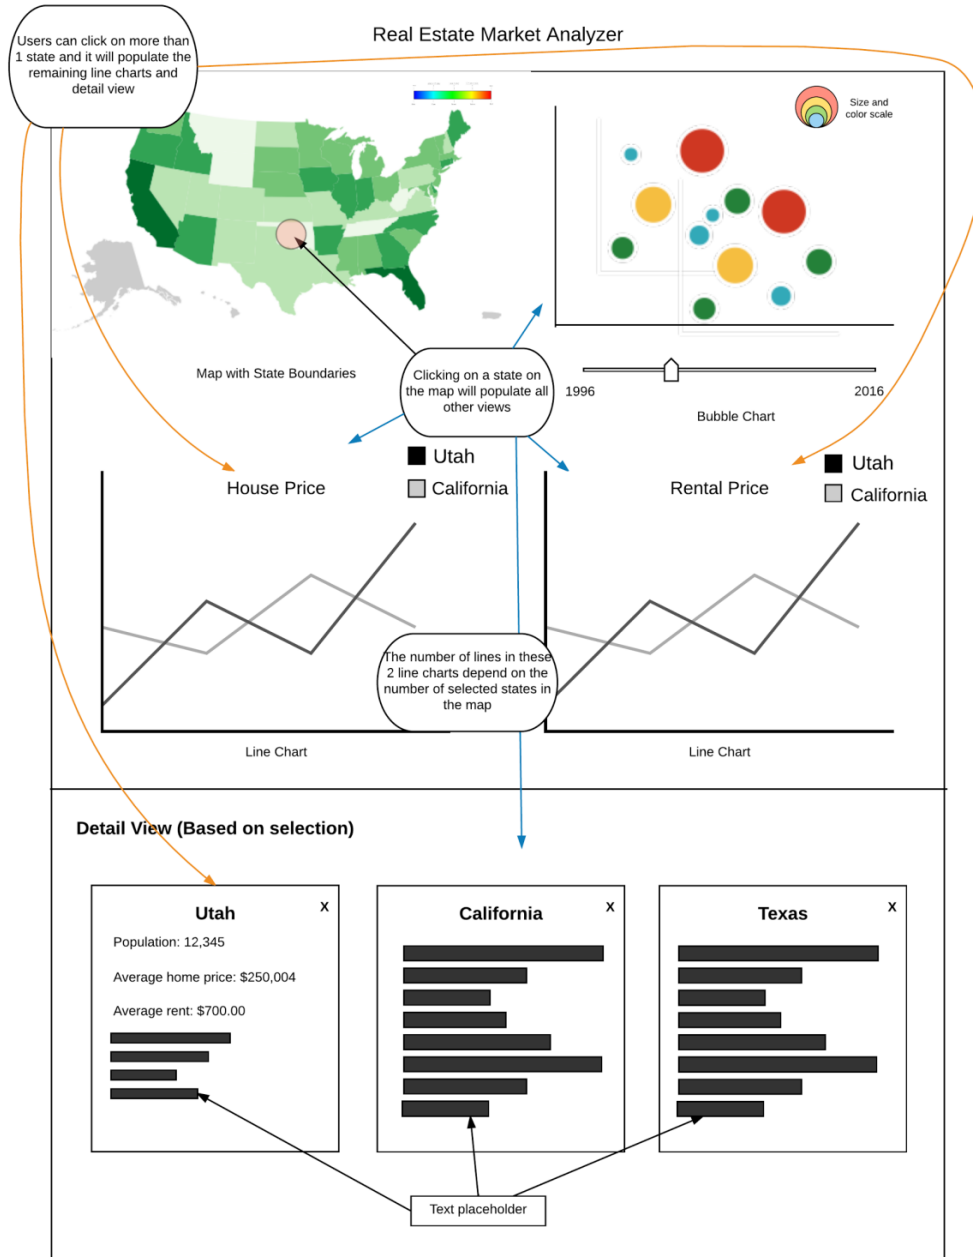 Real Estate Market Analyzer
Users can click on more than
1 state and it will populate the
remaining line charts and
detail view
Size and
color scale
Map with State Boundaries
Clicking on a state on
the map will populate all
other views
1996
2016
Bubble Chart
Utah
California
House Price
Utah
California
Rental Price
The number of lines in these
2 line charts depend on the
number of selected states in
the map
Line Chart
Line Chart
Detail View (Based on selection)
Utah
X
Population: 12,345
Average home price: $250,004
Average rent: $700.00
California
X
Texas
X
Text placeholder